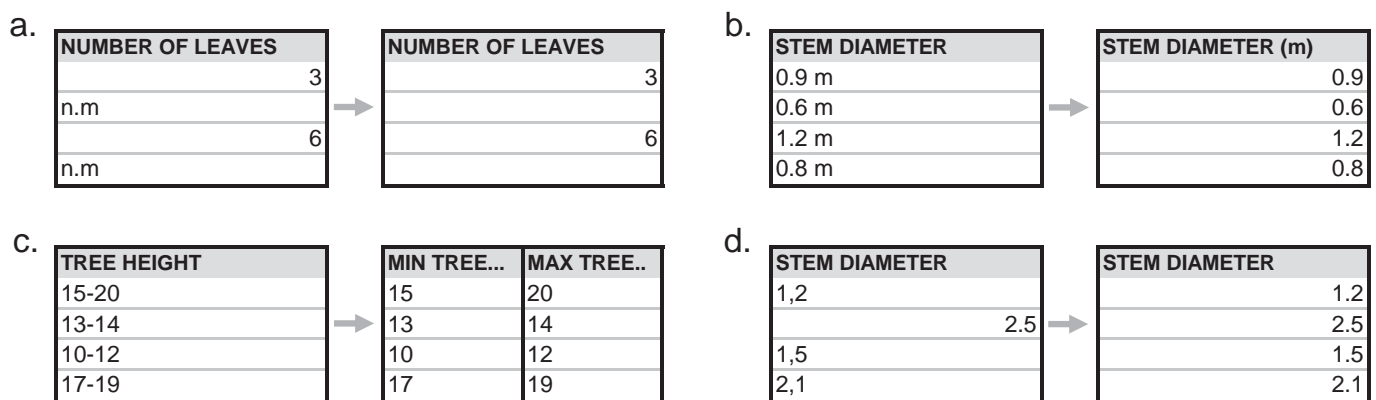 a.
NUMBER OF LEAVES NUMBER OF LEAVES
3 3
n.m
6 6
n.m
b.
STEM DIAMETER STEM DIAMETER (m)
0.9 m 0.9
0.6 m 0.6
1.2 m 1.2
0.8 m 0.8
c.
TREE HEIGHT MIN TREE... MAX TREE..
15-20 15 20
13-14 13 14
10-12 10 12
17-19 17 19
d.
STEM DIAMETER STEM DIAMETER
1,2 1.2
2.5 2.5
1,5 1.5
2,1 2.1